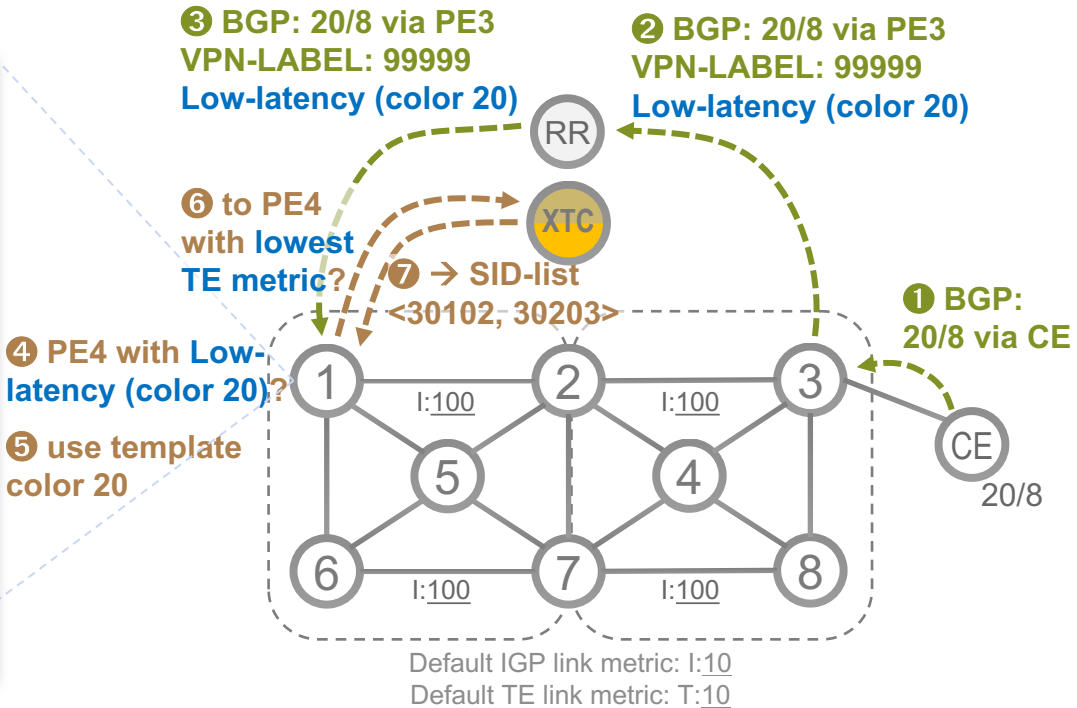 ❸ BGP: 20/8 via PE3
VPN-LABEL: 99999
Low-latency (color 20)
❷ BGP: 20/8 via PE3
VPN-LABEL: 99999
Low-latency (color 20)
RR
❻ to PE4
with lowest
TE metric?
XTC
❼ → SID-list
<30102, 30203>
❶ BGP:
20/8 via CE
❹ PE4 with Low-
latency (color 20)?
❺ use template
color 20
1
I:100
2
I:100
3
CE
20/8
5
4
6
I:100
7
I:100
8
Default IGP link metric: I:10
Default TE link metric: T:10